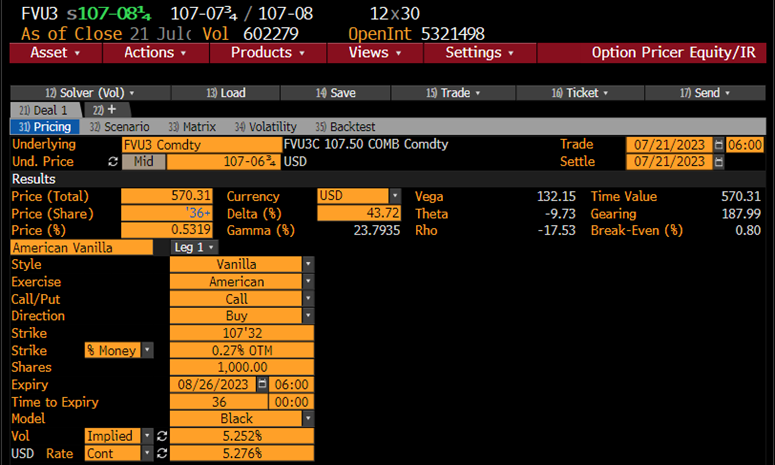 FVU3 s107-08¼ 107-07¾ / 107-08 12x30
As of Close 21 Jul Vol 602279 OpenInt 5321498
Asset Actions Products Views Settings Option Pricer Equity/IR
12) Solver (Vol) 13) Load 14) Save 15) Trade 16) Ticket 17) Send
21) Deal 1 22) +
31) Pricing 32) Scenario 33) Matrix 34) Volatility 35) Backtest
Underlying FVU3 Comdty FVU3C 107.50 COMB Comdty Trade 07/21/2023 06:00
Und. Price Mid 107-06¾ USD Settle 07/21/2023
Results
Price (Total) 570.31 Currency USD Vega 132.15 Time Value 570.31
Price (Share) '36+ Delta (%) 43.72 Theta -9.73 Gearing 187.99
Price (%) 0.5319 Gamma (%) 23.7935 Rho -17.53 Break-Even (%) 0.80
American Vanilla Leg 1
Style Vanilla
Exercise American
Call/Put Call
Direction Buy
Strike 107'32
Strike % Money 0.27% OTM
Shares 1,000.00
Expiry 08/26/2023 06:00
Time to Expiry 36 00:00
Model Black
Vol Implied 5.252%
USD Rate Cont 5.276%